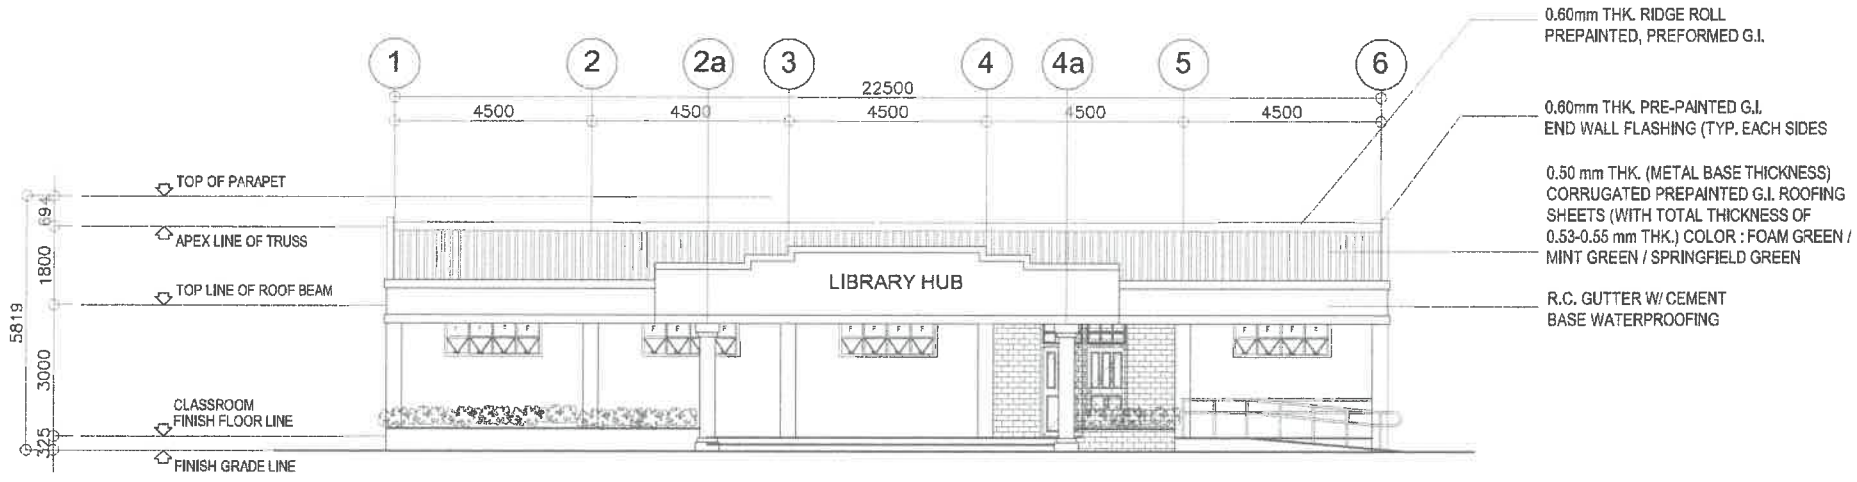 0.60mm THK. RIDGE ROLL
PREPAINTED, PREFORMED G.I.
1 2 2a 3 4 4a 5 6
22500
4500 4500 4500 4500 4500
0.60mm THK. PRE-PAINTED G.I.
END WALL FLASHING (TYP. EACH SIDES
TOP OF PARAPET
694
APEX LINE OF TRUSS
1800
0.50 mm THK. (METAL BASE THICKNESS)
CORRUGATED PREPAINTED G.I. ROOFING
SHEETS (WITH TOTAL THICKNESS OF
0.53-0.55 mm THK.) COLOR : FOAM GREEN /
MINT GREEN / SPRINGFIELD GREEN
TOP LINE OF ROOF BEAM
LIBRARY HUB
R.C. GUTTER W/ CEMENT
BASE WATERPROOFING
5819
3000
F F F F
F F F F
F F F F
F F F F
CLASSROOM
FINISH FLOOR LINE
325
FINISH GRADE LINE